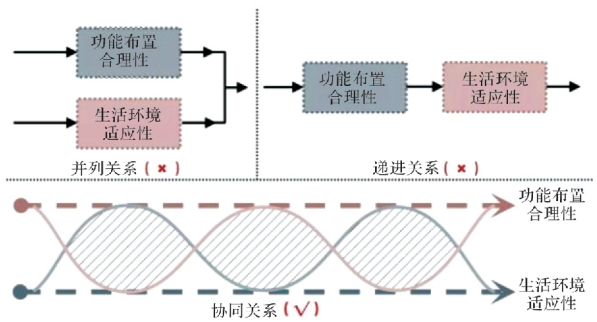 功能布置
合理性
生活环境
适应性
并列关系(×)
功能布置
合理性
生活环境
适应性
递进关系(×)
功能布置
合理性
生活环境
适应性
协同关系(√)